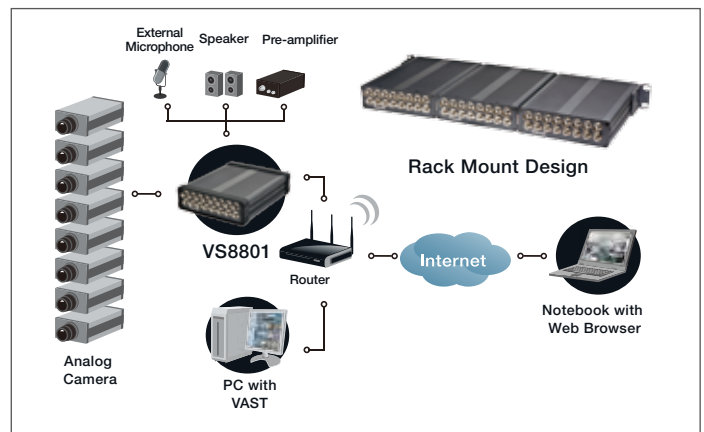 External
Microphone
Speaker
Pre-amplifier
Rack Mount Design
VS8801
Router
Internet
Notebook with
Web Browser
Analog
Camera
PC with
VAST